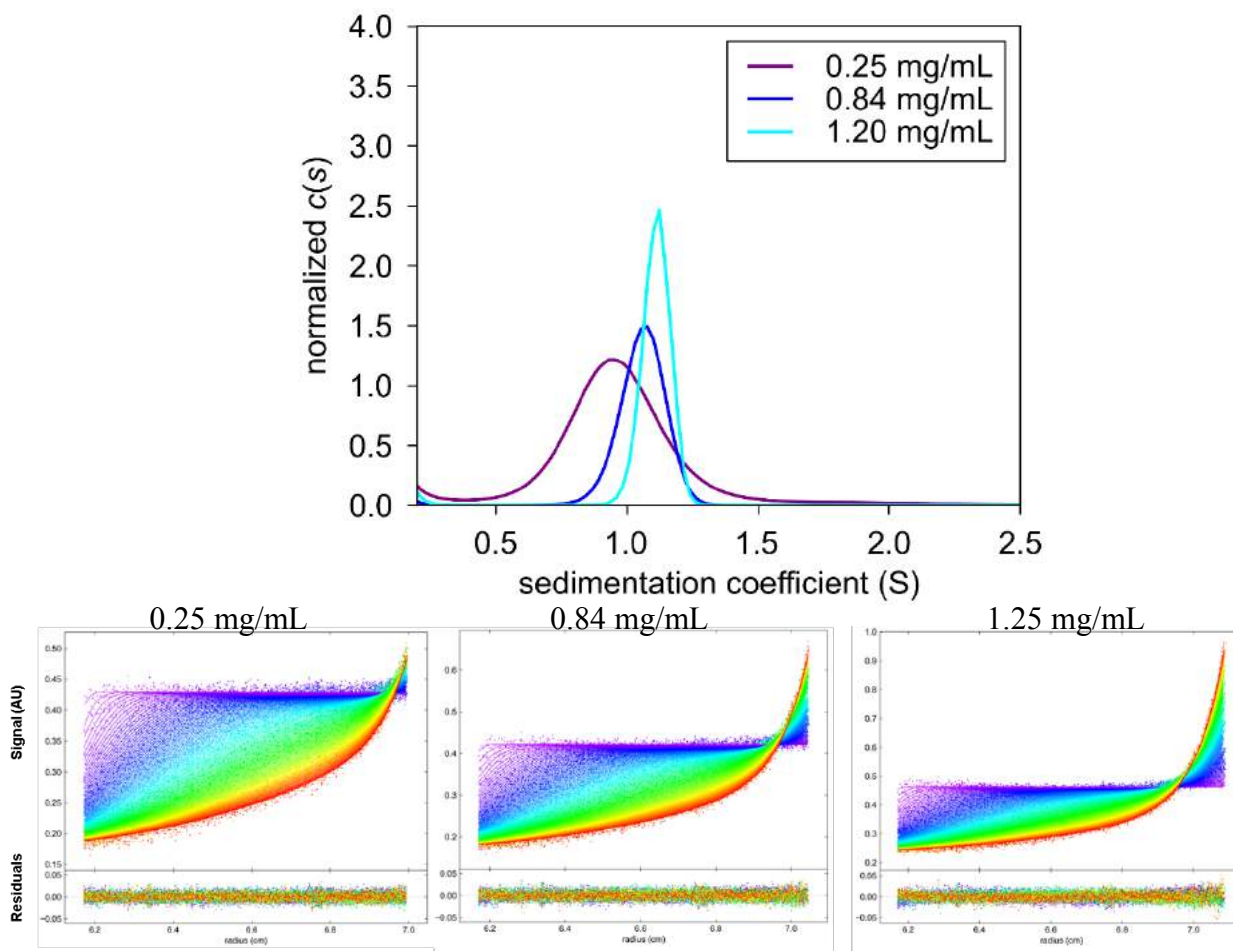 4.0
3.5
3.0
2.5
2.0
1.5
1.0
0.5
0.0
normalized c(s)
0.25 mg/mL
0.84 mg/mL
1.20 mg/mL
0.5 1.0 1.5 2.0 2.5
sedimentation coefficient (S)
0.25 mg/mL 0.84 mg/mL 1.25 mg/mL
Signal (AU)
0.50
0.45
0.40
0.35
0.30
0.25
0.20
0.15
0.6
0.5
0.4
0.3
0.2
1.0
0.9
0.8
0.7
0.6
0.5
0.4
0.3
0.2
Residuals
0.05
0.00
−0.05
0.05
0.00
−0.05
0.05
0.00
−0.05
6.2 6.4 6.6 6.8 7.0
radius (cm)
6.2 6.4 6.6 6.8 7.0
radius (cm)
6.2 6.4 6.6 6.8 7.0
radius (cm)